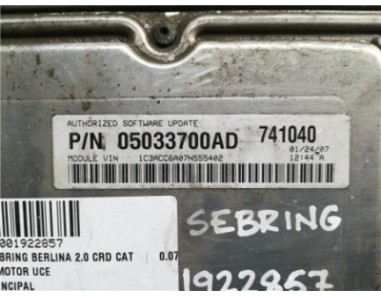 AUTHORIZED SOFTWARE UPDATE
P/N 05033700AD 741040
MODULE VIN 1C3ACC6A07N555402
01/24/07
12:44 A
001922857
BRING BERLINA 2.0 CRD CAT 0.07
MOTOR UCE
NCIPAL
SEBRING
1922857